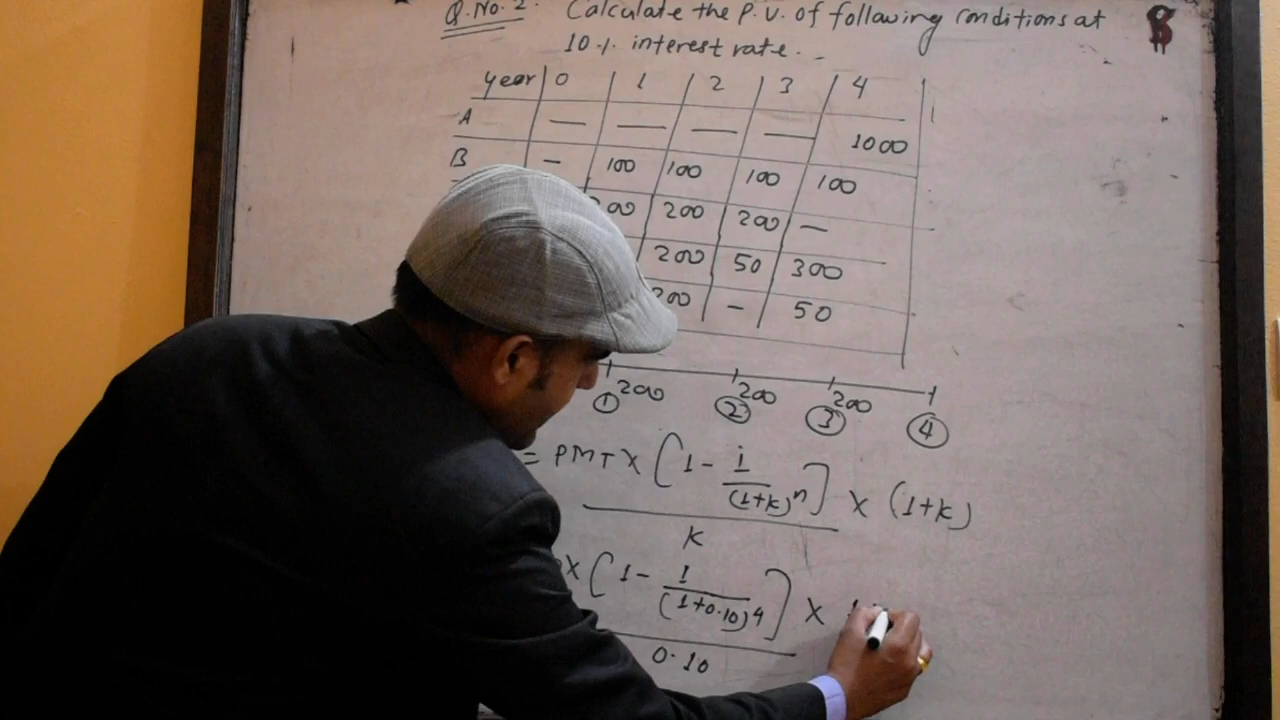 Q.No. 2. Calculate the P.V. of following conditions at
10 % interest rate.
year 0 1 2 3 4
A — — — — 1000
B — 100 100 100 100
200 200 —
200 50 300
— 50
200 200 200
1 2 3 4
= PMT X [1 - 1/(1+k)^n] X (1+k)
K
X [1 - 1/(1+0.10)^4] X
0.10